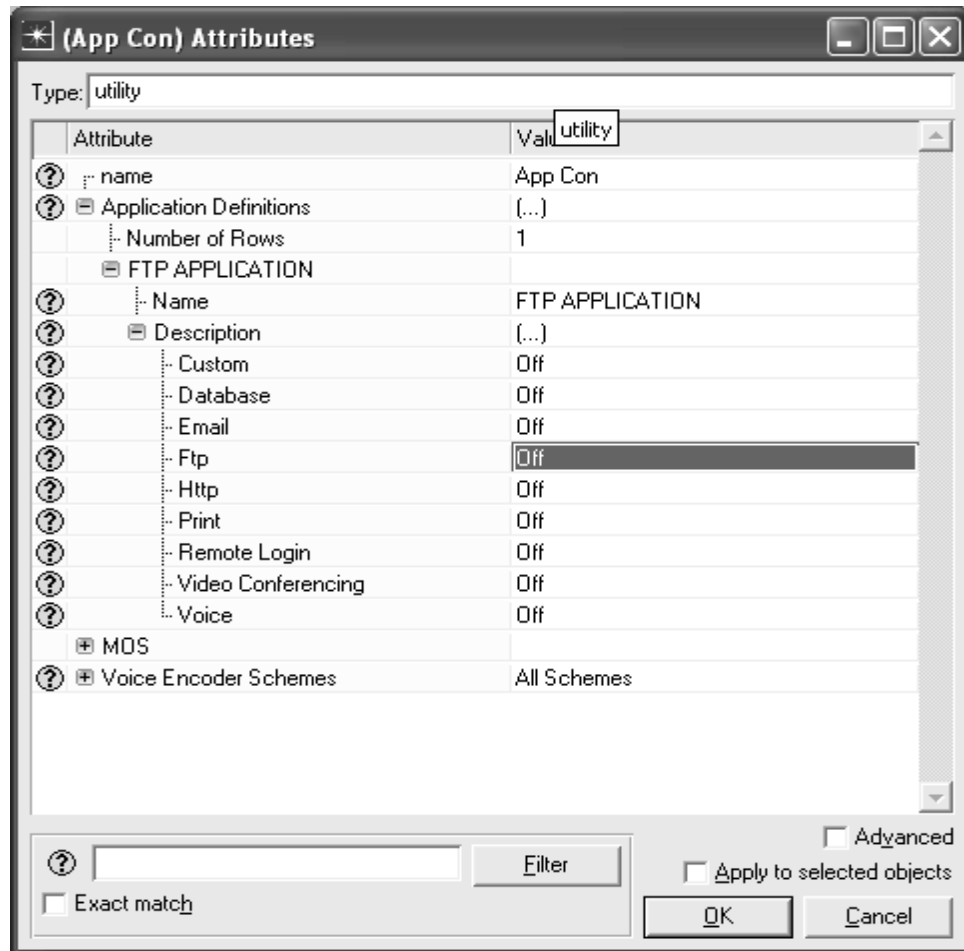 (App Con) Attributes
Type: utility
Attribute Valu utility
name App Con
Application Definitions (...)
Number of Rows 1
FTP APPLICATION
Name FTP APPLICATION
Description (...)
Custom Off
Database Off
Email Off
Ftp Off
Http Off
Print Off
Remote Login Off
Video Conferencing Off
Voice Off
MOS
Voice Encoder Schemes All Schemes
Advanced
Filter
Apply to selected objects
Exact match
OK Cancel